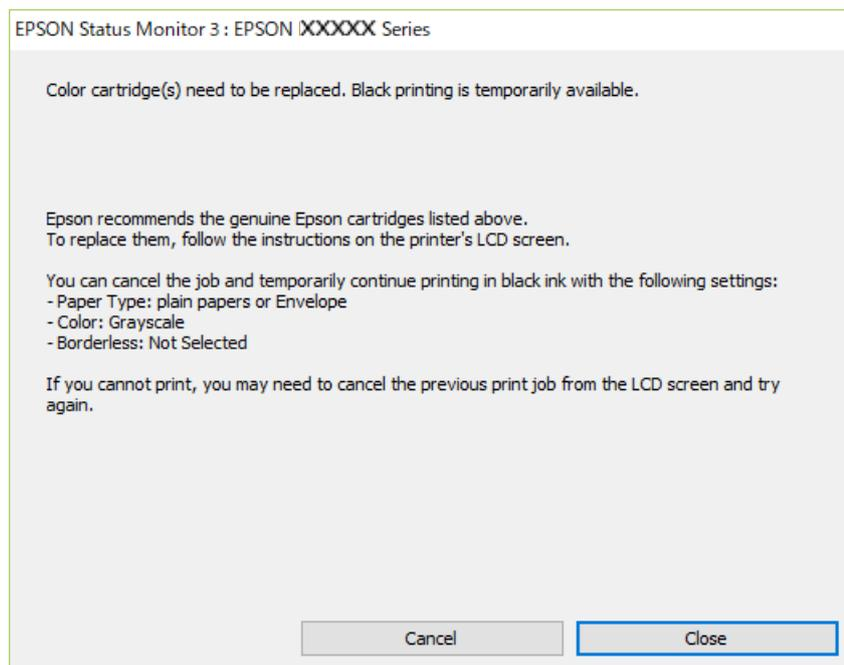 EPSON Status Monitor 3 : EPSON XXXXX Series
Color cartridge(s) need to be replaced. Black printing is temporarily available.
Epson recommends the genuine Epson cartridges listed above.
To replace them, follow the instructions on the printer's LCD screen.
You can cancel the job and temporarily continue printing in black ink with the following settings:
- Paper Type: plain papers or Envelope
- Color: Grayscale
- Borderless: Not Selected
If you cannot print, you may need to cancel the previous print job from the LCD screen and try
again.
Cancel Close